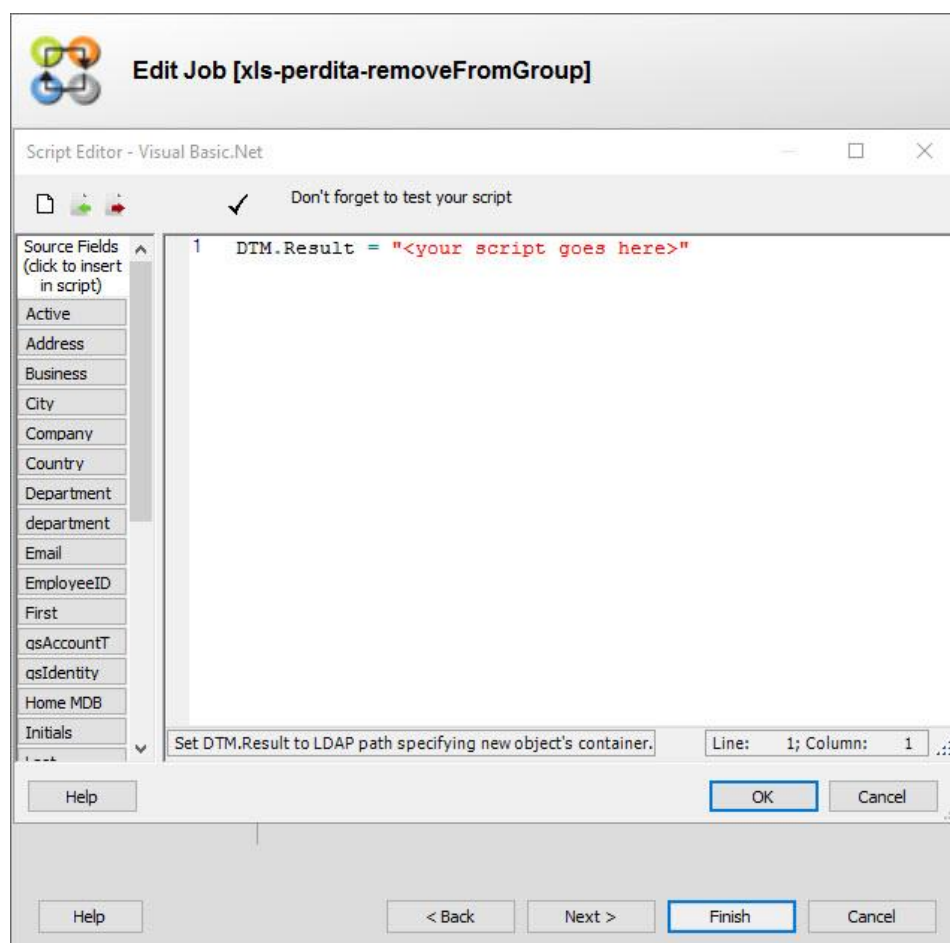 Edit Job [xls-perdita-removeFromGroup]
Script Editor - Visual Basic.Net
Don't forget to test your script
Source Fields
(click to insert
in script)
1 DTM.Result = "<your script goes here>"
Active
Address
Business
City
Company
Country
Department
department
Email
EmployeeID
First
qsAccountT
qsIdentity
Home MDB
Initials
Set DTM.Result to LDAP path specifying new object's container.
Line: 1; Column: 1
Help
OK
Cancel
Help
< Back
Next >
Finish
Cancel